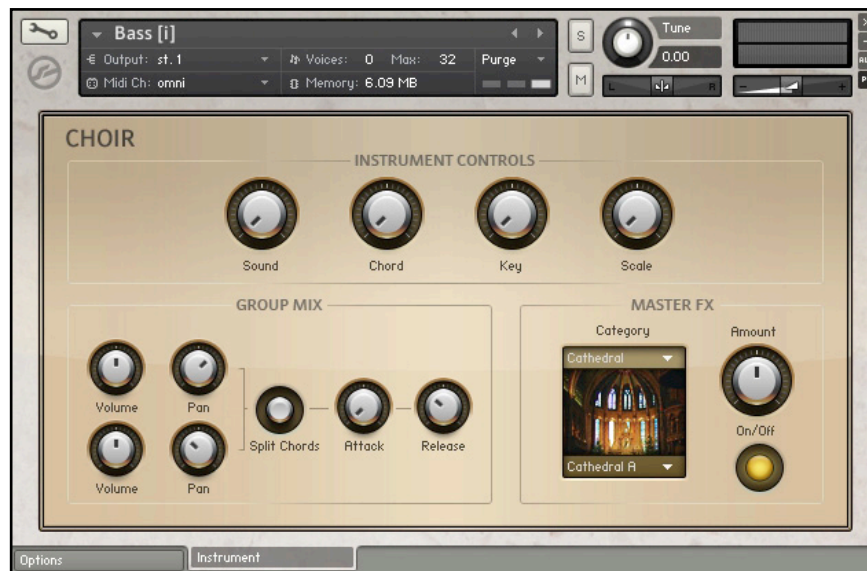 Bass [i]
Output: st. 1
Voices: 0 Max: 32
Purge
Midi Ch: omni
Memory: 6.09 MB
S
M
Tune
0.00
L
R
-
+
CHOIR
INSTRUMENT CONTROLS
Sound
Chord
Key
Scale
GROUP MIX
Volume
Pan
Volume
Pan
Split Chords
Attack
Release
MASTER FX
Category
Cathedral
Cathedral A
Amount
On/Off
Options
Instrument